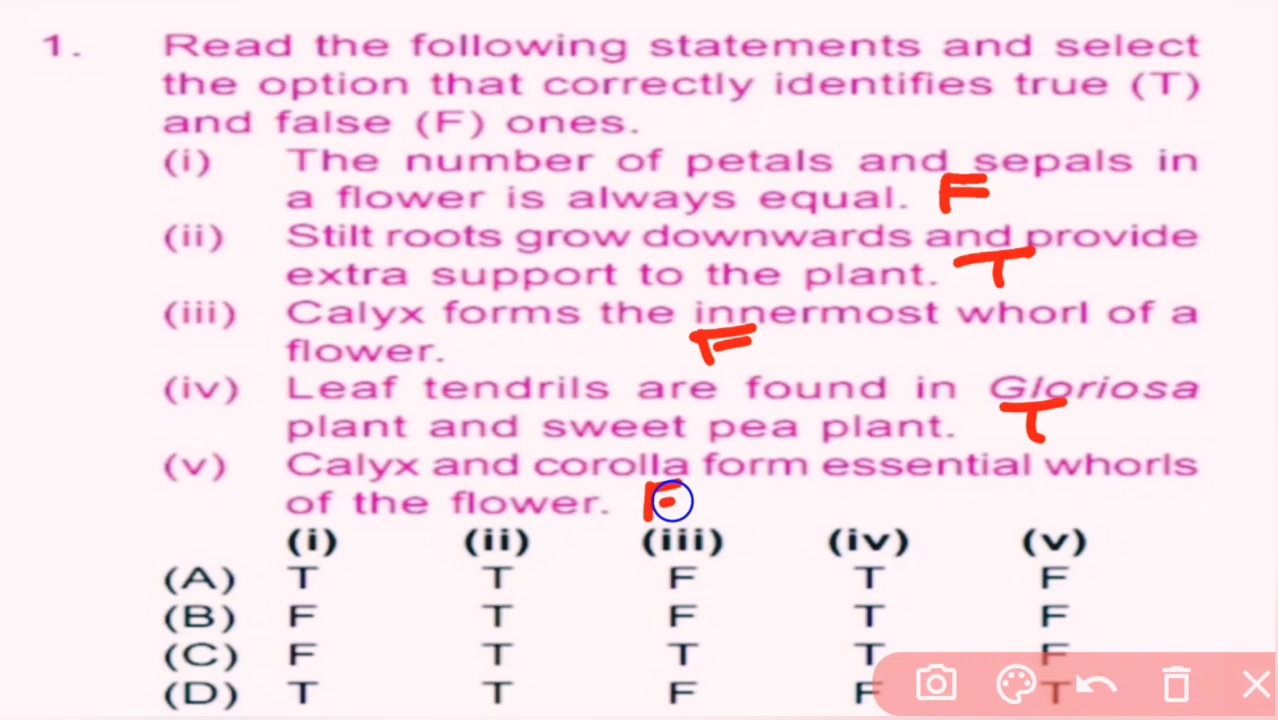 1. Read the following statements and select
the option that correctly identifies true (T)
and false (F) ones.
(i) The number of petals and sepals in
a flower is always equal. F
(ii) Stilt roots grow downwards and provide
extra support to the plant. T
(iii) Calyx forms the innermost whorl of a
flower. F
(iv) Leaf tendrils are found in Gloriosa
plant and sweet pea plant. T
(v) Calyx and corolla form essential whorls
of the flower. F
(i) (ii) (iii) (iv) (v)
(A) T T F T F
(B) F T F T F
(C) F T T T F
(D) T T F F T